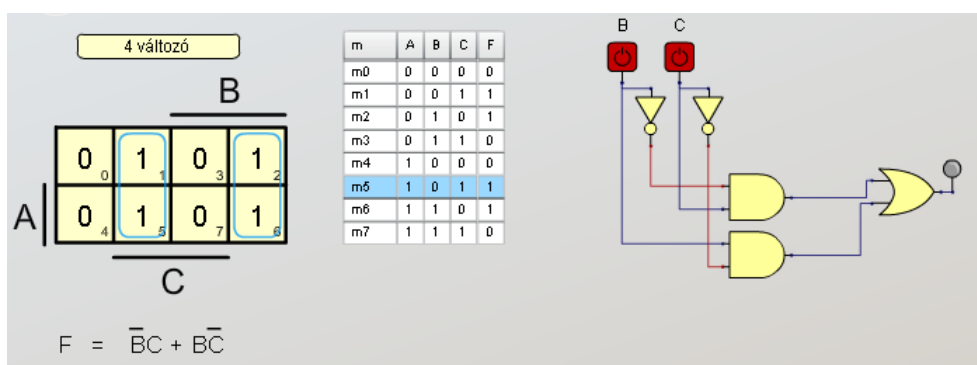 4 változó
B
0 0 1 1 0 3 1 2
A 0 4 1 5 0 7 1 6
C
F = B̅C + BC̅
m A B C F
m0 0 0 0 0
m1 0 0 1 1
m2 0 1 0 1
m3 0 1 1 0
m4 1 0 0 0
m5 1 0 1 1
m6 1 1 0 1
m7 1 1 1 0
B C